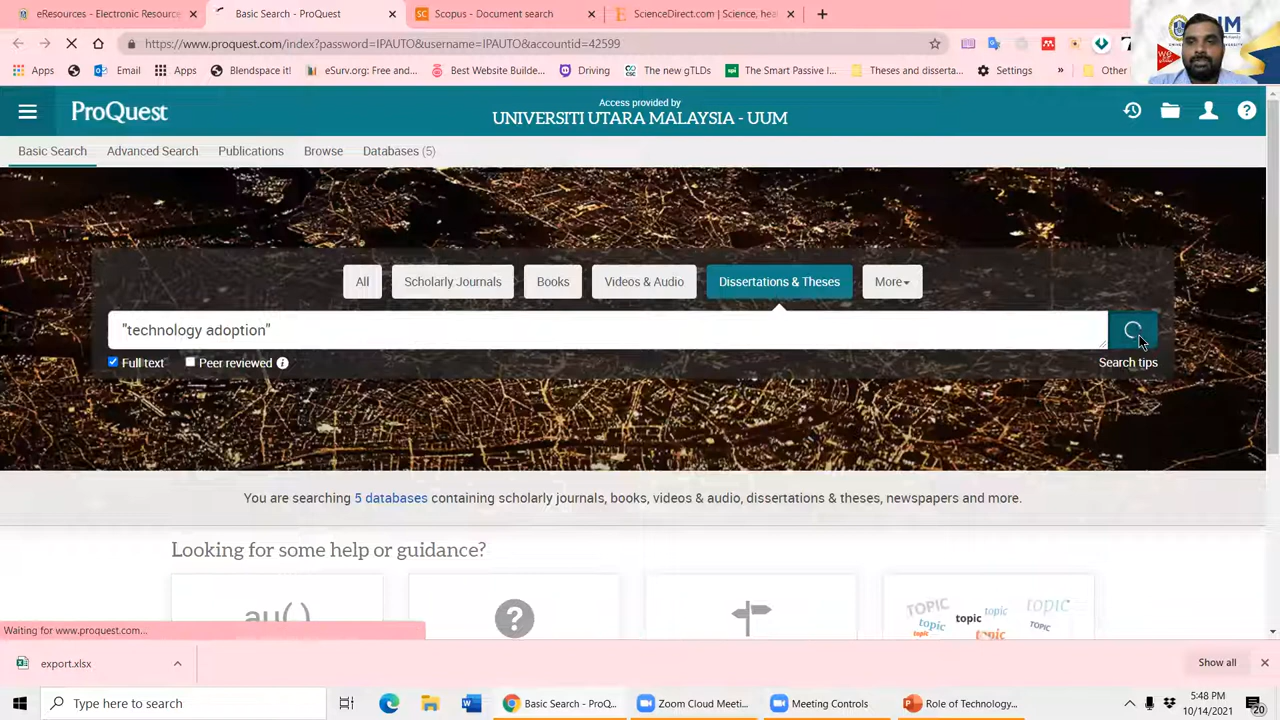 eResources - Electronic Resource
Basic Search - ProQuest
Scopus - Document search
ScienceDirect.com | Science, hea
https://www.proquest.com/index?password=IPAUTO&username=IPAUTO&accountid=42599
Apps
Email
Apps
Blendspace"!
eSurv.org: Free and...
Best Website Builde...
Driving
The new gTLDs
The Smart Passive I...
Theses and disserta...
Settings
»
Other
ProQuest
Access provided by
UNIVERSITI UTARA MALAYSIA - UUM
Basic Search
Advanced Search
Publications
Browse
Databases (5)
All
Scholarly Journals
Books
Videos & Audio
Dissertations & Theses
More
"technology adoption"
Full text
Peer reviewed
Search tips
You are searching 5 databases containing scholarly journals, books, videos & audio, dissertations & theses, newspapers and more.
Looking for some help or guidance?
au()
?
TOPIC topic topic
topic topic TOPIC
topic topic
Waiting for www.proquest.com...
export.xlsx
Show all
Type here to search
Basic Search - ProQ...
Zoom Cloud Meeti...
Meeting Controls
Role of Technology...
5:48 PM
10/14/2021
20